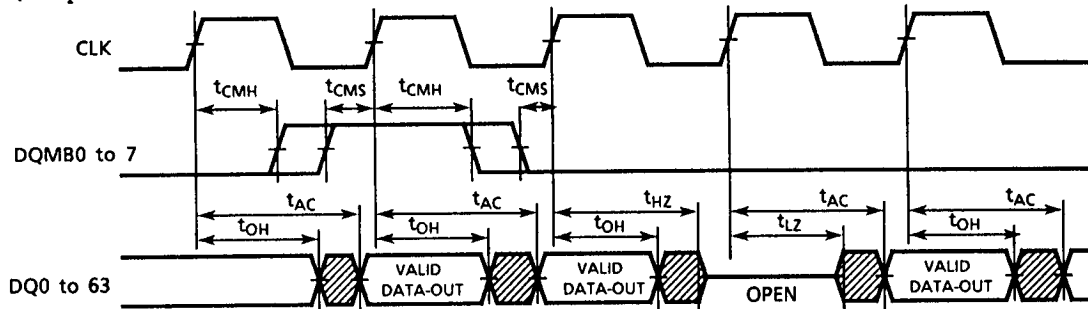 CLK
tCMH tCMS tCMH tCMS
DQMB0 to 7
tAC tAC tHZ tAC tAC
tOH tOH tOH tLZ tOH
DQ0 to 63
VALID DATA-OUT
VALID DATA-OUT
OPEN
VALID DATA-OUT